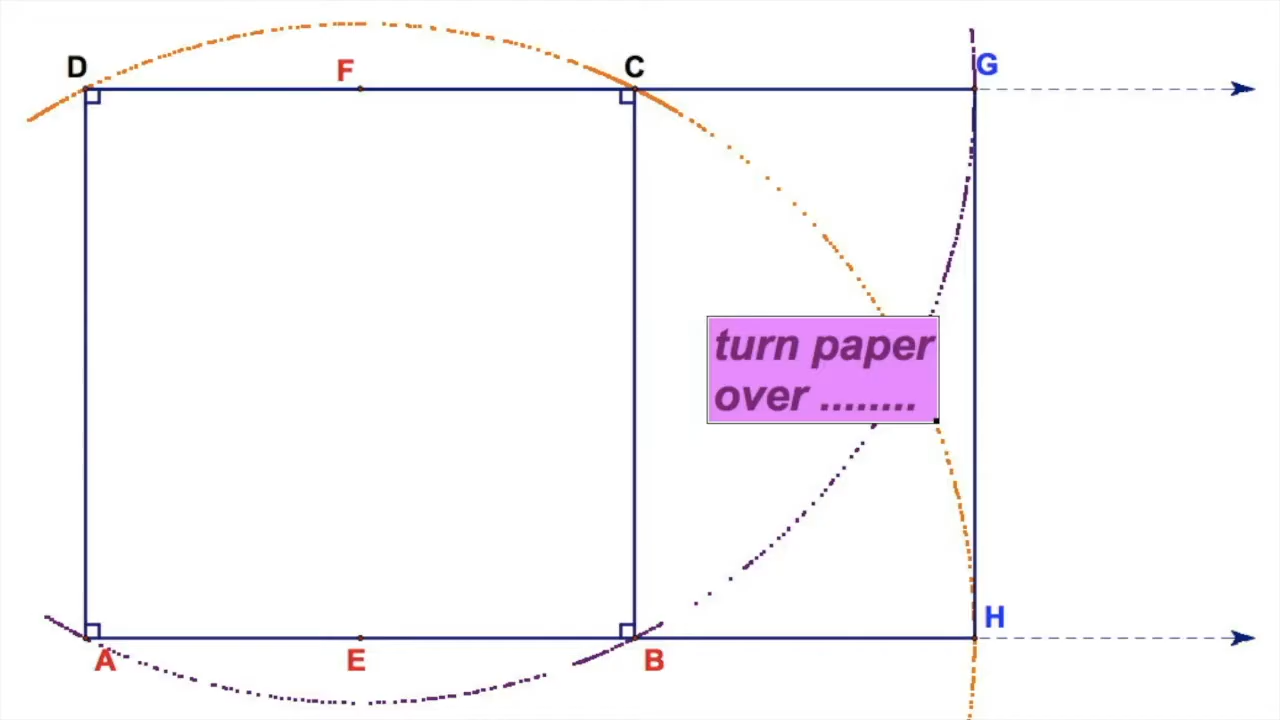 D
F
C
G
turn paper
over ........
H
A
E
B